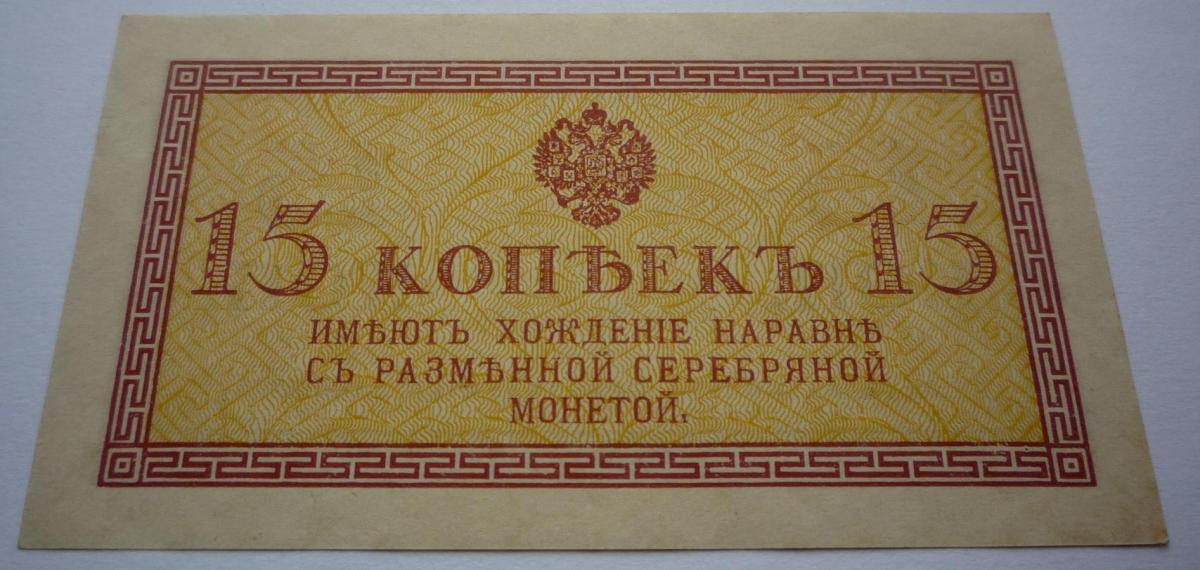 15 КОПѢЕКЪ 15
ИМѢЮТЪ ХОЖДЕНІЕ НАРАВНѢ
СЪ РАЗМѢННОЙ СЕРЕБРЯНОЙ
МОНЕТОЙ.